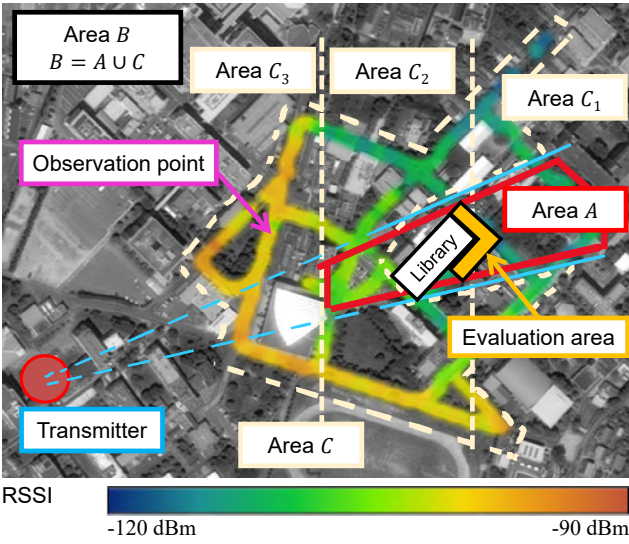 Area B
B = A ∪ C
Area C₃
Area C₂
Area C₁
Observation point
Area A
Library
Evaluation area
Transmitter
Area C
RSSI
-120 dBm
-90 dBm